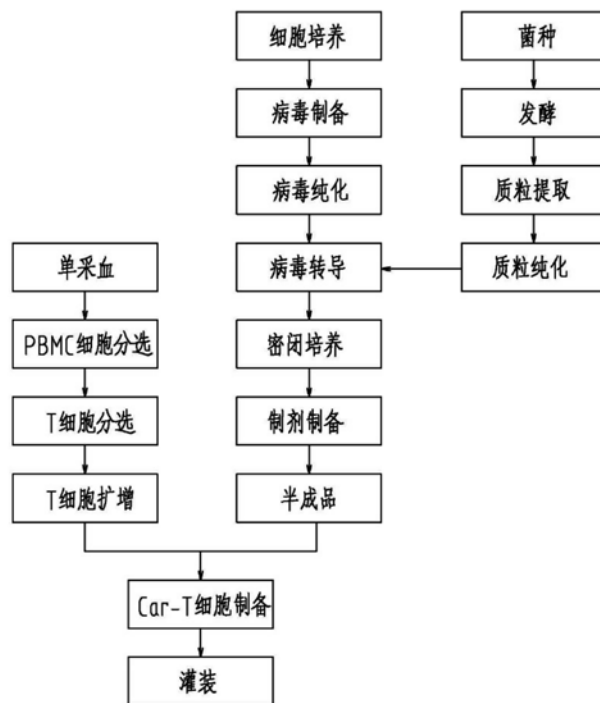 细胞培养
菌种
病毒制备
发酵
病毒纯化
质粒提取
单采血
病毒转导
质粒纯化
PBMC细胞分选
密闭培养
T细胞分选
制剂制备
T细胞扩增
半成品
Car-T细胞制备
灌装